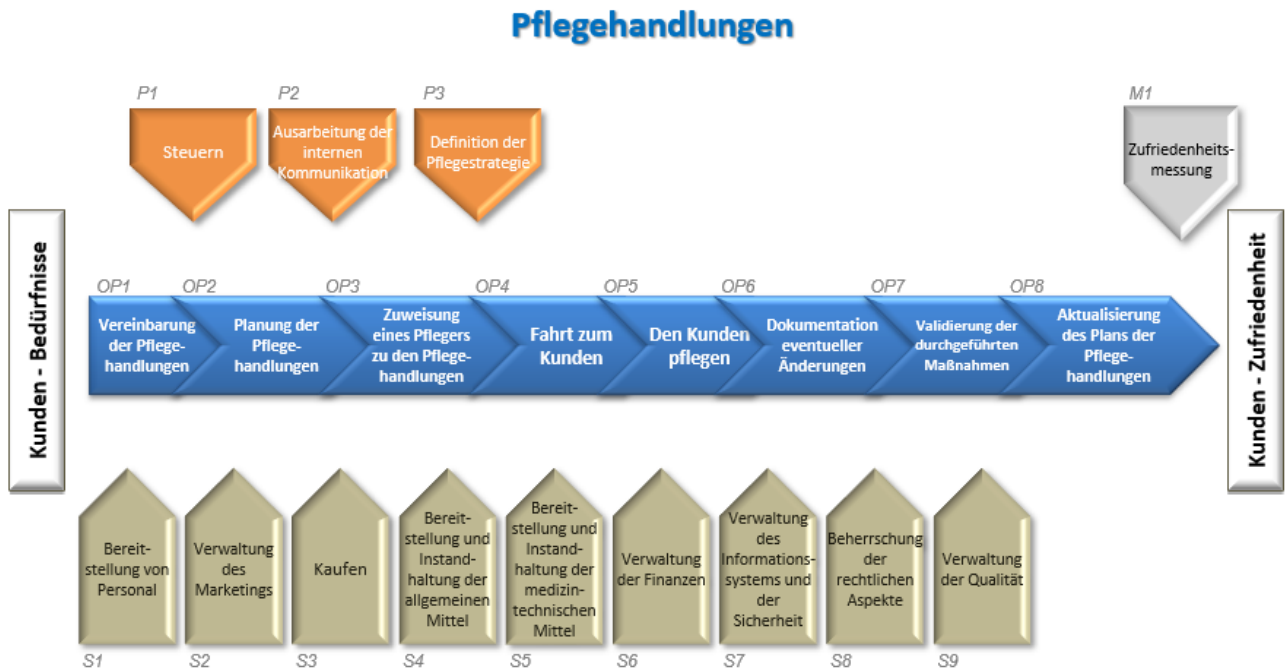 Pflegehandlungen
P1
P2
P3
M1
Steuern
Ausarbeitung der
internen
Kommunikation
Definition der
Pflegestrategie
Zufriedenheits-
messung
Kunden - Bedürfnisse
OP1
OP2
OP3
OP4
OP5
OP6
OP7
OP8
Vereinbarung
der Pflege-
handlungen
Planung der
Pflege-
handlungen
Zuweisung
eines Pflegers
zu den Pflege-
handlungen
Fahrt zum
Kunden
Den Kunden
pflegen
Dokumentation
eventueller
Änderungen
Validierung der
durchgeführten
Maßnahmen
Aktualisierung
des Plans der
Pflege-
handlungen
Kunden - Zufriedenheit
Bereit-
stellung von
Personal
Verwaltung
des
Marketings
Kaufen
Bereit-
stellung und
Instand-
haltung der
allgemeinen
Mittel
Bereit-
stellung und
Instand-
haltung der
medizin-
technischen
Mittel
Verwaltung
der Finanzen
Verwaltung
des
Informations-
systems und
der
Sicherheit
Beherrschung
der
rechtlichen
Aspekte
Verwaltung
der Qualität
S1
S2
S3
S4
S5
S6
S7
S8
S9